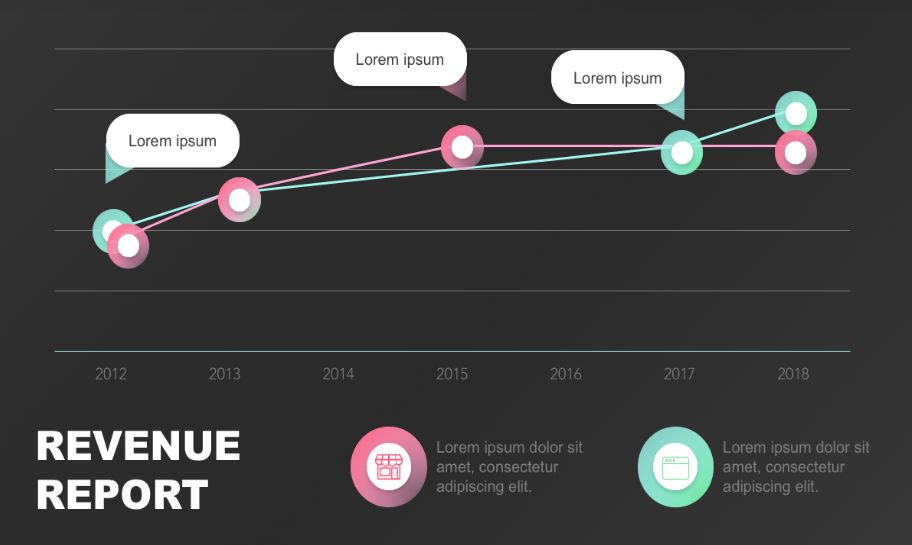 Lorem ipsum
Lorem ipsum
Lorem ipsum
2012 2013 2014 2015 2016 2017 2018
REVENUE
REPORT
Lorem ipsum dolor sit
amet, consectetur
adipiscing elit.
Lorem ipsum dolor sit
amet, consectetur
adipiscing elit.